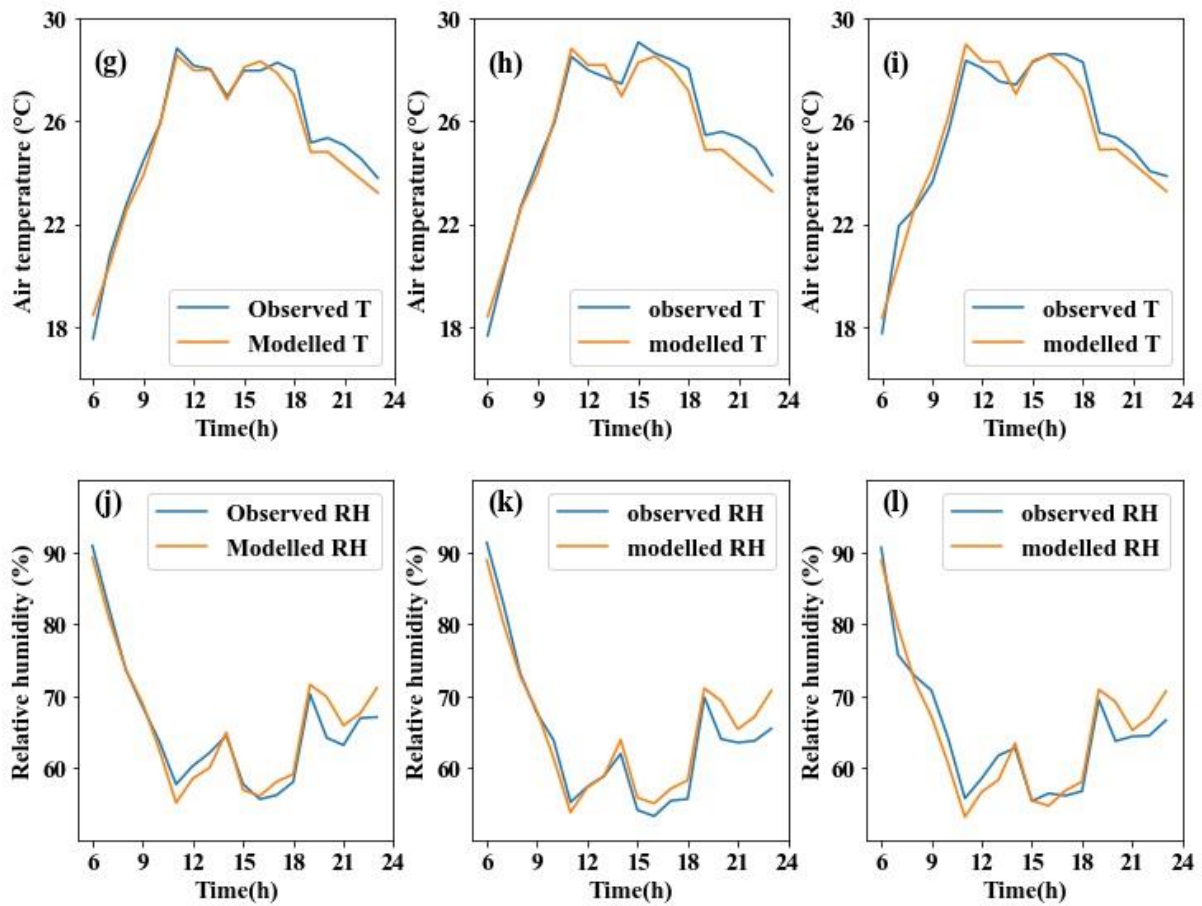 (g)
Air temperature (°C)
30
26
22
18
Observed T
Modelled T
6 9 12 15 18 21 24
Time(h)
(h)
Air temperature (°C)
30
26
22
18
observed T
modelled T
6 9 12 15 18 21 24
Time(h)
(i)
Air temperature (°C)
30
26
22
18
observed T
modelled T
6 9 12 15 18 21 24
Time(h)
(j)
Relative humidity (%)
90
80
70
60
Observed RH
Modelled RH
6 9 12 15 18 21 24
Time(h)
(k)
Relative humidity (%)
90
80
70
60
observed RH
modelled RH
6 9 12 15 18 21 24
Time(h)
(l)
Relative humidity (%)
90
80
70
60
observed RH
modelled RH
6 9 12 15 18 21 24
Time(h)